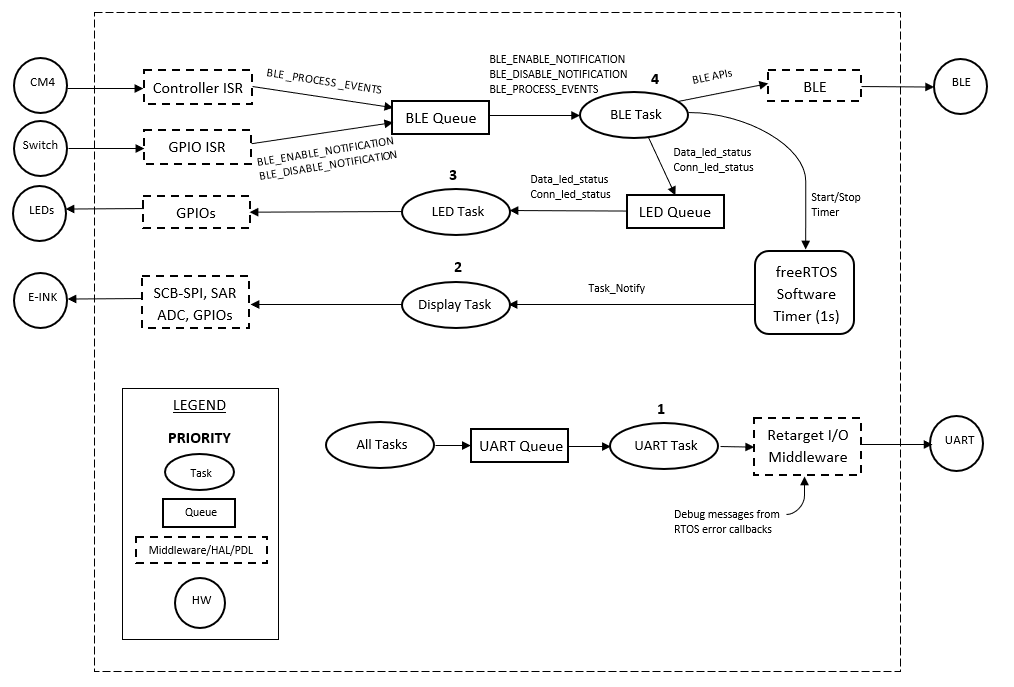 CM4
Controller ISR
BLE_PROCESS_EVENTS
BLE_ENABLE_NOTIFICATION
BLE_DISABLE_NOTIFICATION
BLE_PROCESS_EVENTS
4
BLE APIs
BLE
BLE
BLE Queue
BLE Task
Switch
GPIO ISR
BLE_ENABLE_NOTIFICATION
BLE_DISABLE_NOTIFICATION
Data_led_status
Conn_led_status
3
Data_led_status
Conn_led_status
LEDs
GPIOs
LED Task
LED Queue
Start/Stop
Timer
2
E-INK
SCB-SPI, SAR
ADC, GPIOs
Display Task
Task_Notify
freeRTOS
Software
Timer (1s)
LEGEND
PRIORITY
Task
Queue
Middleware/HAL/PDL
HW
1
All Tasks
UART Queue
UART Task
Retarget I/O
Middleware
UART
Debug messages from
RTOS error callbacks